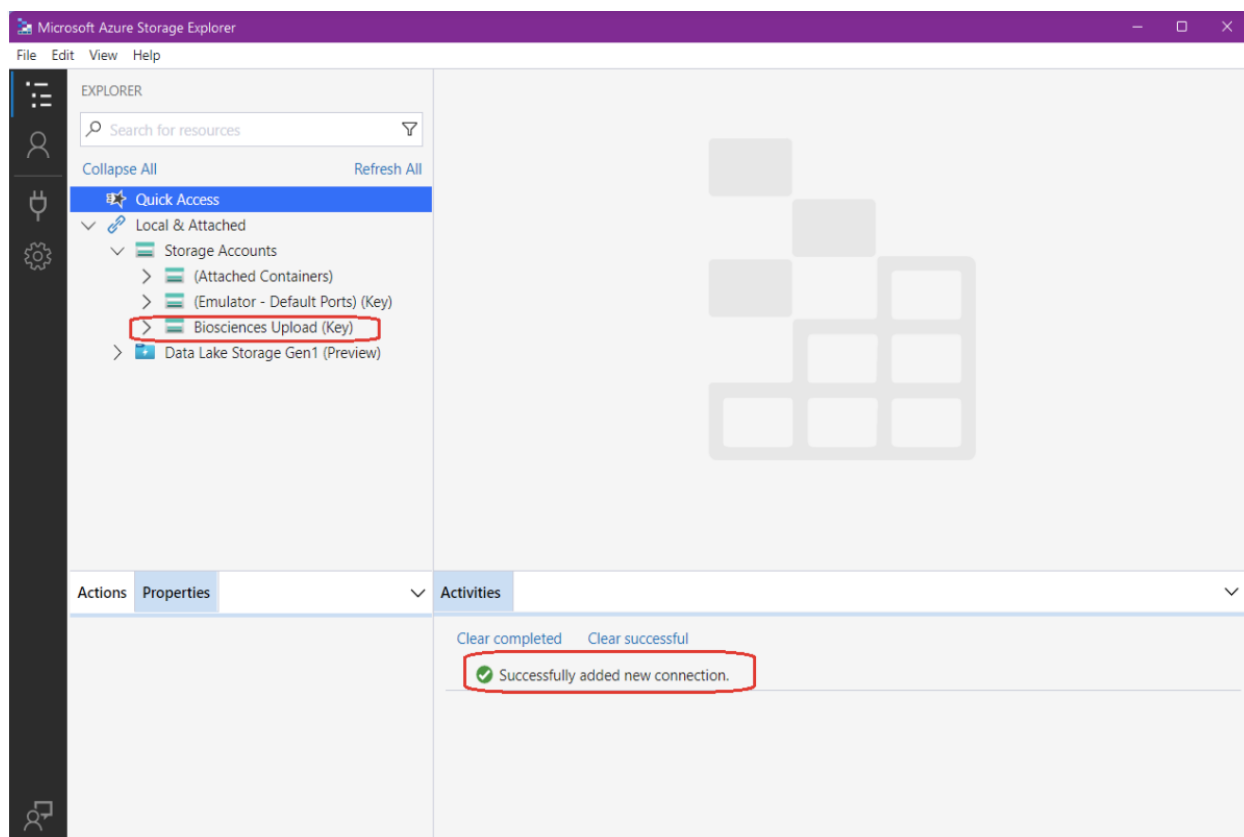 Microsoft Azure Storage Explorer
File Edit View Help
EXPLORER
Search for resources
Collapse All Refresh All
Quick Access
Local & Attached
Storage Accounts
(Attached Containers)
(Emulator - Default Ports) (Key)
Biosciences Upload (Key)
Data Lake Storage Gen1 (Preview)
Actions Properties
Activities
Clear completed Clear successful
Successfully added new connection.